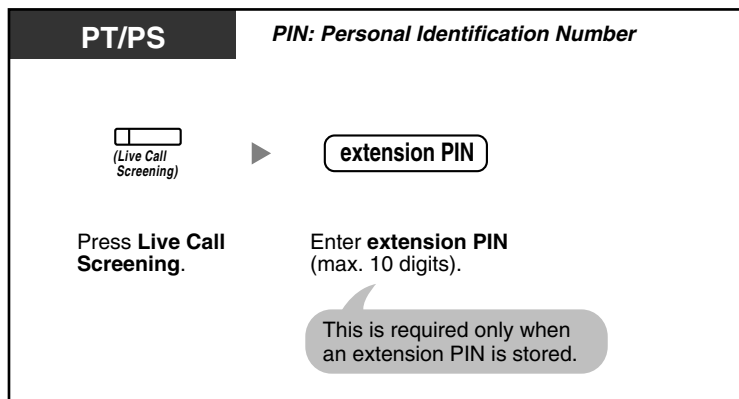 PT/PS
PIN: Personal Identification Number
(Live Call
Screening)
extension PIN
Press Live Call
Screening.
Enter extension PIN
(max. 10 digits).
This is required only when
an extension PIN is stored.